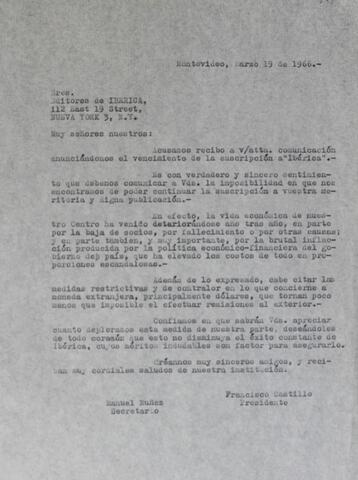 Montevideo, Marzo 19 de 1966.-
Sres.
Editores de IBERICA,
112 East 19 Street,
NUEVA YORK 3, N.Y.
Muy señores nuestros:
Acusamos recibo a v/atta. comunicación
anunciándonos el vencimiento de la suscripción a"Ibérica".-
Es con verdadero y sincero sentimien-
to que debemos comunicar a Vds. la imposibilidad en que nos
encontramos de poder continuar la suscripción a vuestra me-
ritoria y digna publicación.-
En efecto, la vida económica de nues-
tro Centro ha venido deteriorándose año tras año, en parte
por la baja de socios, por fallecimiento o por otras causas;
y en parte tambien, y muy importante, por la brutal inflac-
ción producida por la política económico-financiera del go-
bierno dep país, que ha elevado los costos de todo en pro-
porciones escandalosas.-
Además de lo expresado, cabe citar las
medidas restrictivas y de contralor en lo que concierne a
moneda extranjera, principalmente dólares, que tornan poco
menos que imposible el efectuar remisiones al exterior.-
Confiamos en que sabrán Vds. apreciar
cuanto deploramos esta medida de nuestra parte, deseándoles
de todo corazón que esto no disminuya el éxito constante de
Ibérica, cuyos méritos indudables son factor para asegurarlo.
Créannos muy sinceros amigos, y reci-
ban muy cordiales saludos de nuestra institución.-
Francisco Castillo
Manuel Nuñez Presidente
Secretario